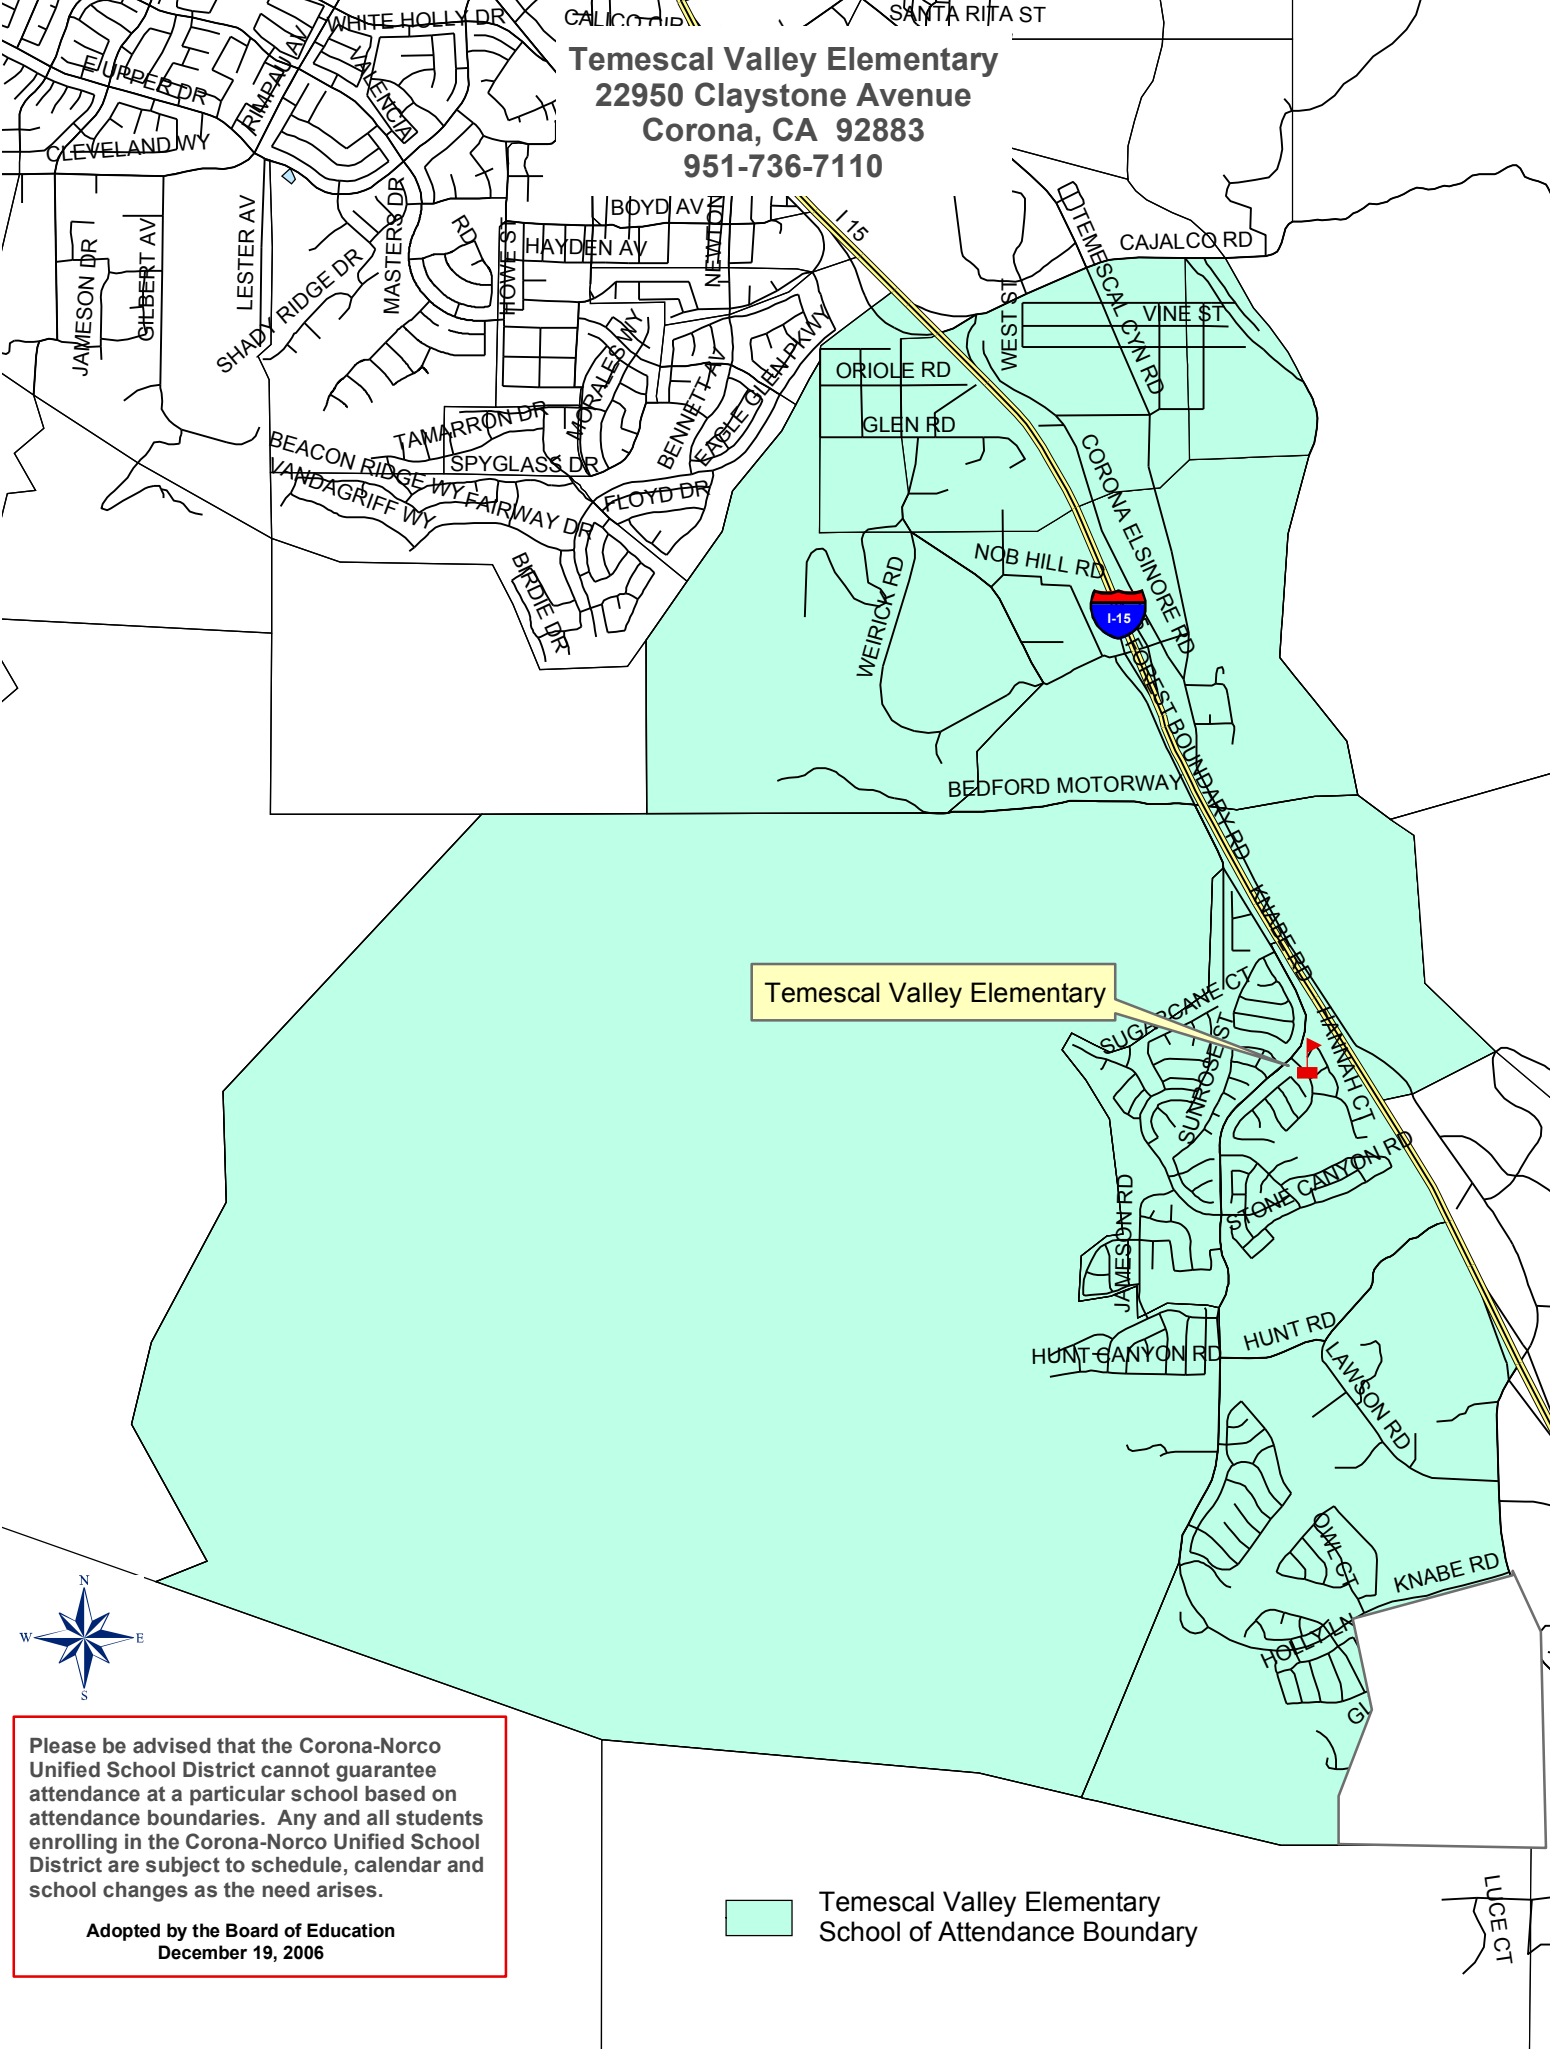 WHITE HOLLY DR
SANTA RITA ST
Temescal Valley Elementary
22950 Claystone Avenue
Corona, CA 92883
951-736-7110
E UPPER DR
RIMPAU AV
VALENCIA
CLEVELAND WY
JAMESON DR
GILBERT AV
LESTER AV
SHADY RIDGE DR
MASTERS DR
RD
HOWE ST
BOYD AV
HAYDEN AV
NEWTON
I 15
TEMESCAL CYN RD
CAJALCO RD
WEST ST
VINE ST
ORIOLE RD
GLEN RD
MORALES WY
BENNETT AV
EAGLE GLEN PKWY
TAMARRON DR
BEACON RIDGE WY
SPYGLASS DR
VANDAGRIFF WY
FAIRWAY DR
FLOYD DR
BIRDIE DR
CORONA ELSINORE RD
NOB HILL RD
WEIRICK RD
I-15
FOREST BOUNDARY RD
BEDFORD MOTORWAY
KNABE RD
Temescal Valley Elementary
SUGARCANE CT
SUNROSE ST
HANNAH CT
STONE CANYON RD
JAMESON RD
HUNT RD
HUNT CANYON RD
LAWSON RD
OWL CT
KNABE RD
HOLLY LN
GL
N
W
E
S
Please be advised that the Corona-Norco
Unified School District cannot guarantee
attendance at a particular school based on
attendance boundaries. Any and all students
enrolling in the Corona-Norco Unified School
District are subject to schedule, calendar and
school changes as the need arises.
Adopted by the Board of Education
December 19, 2006
Temescal Valley Elementary
School of Attendance Boundary
LUCE CT